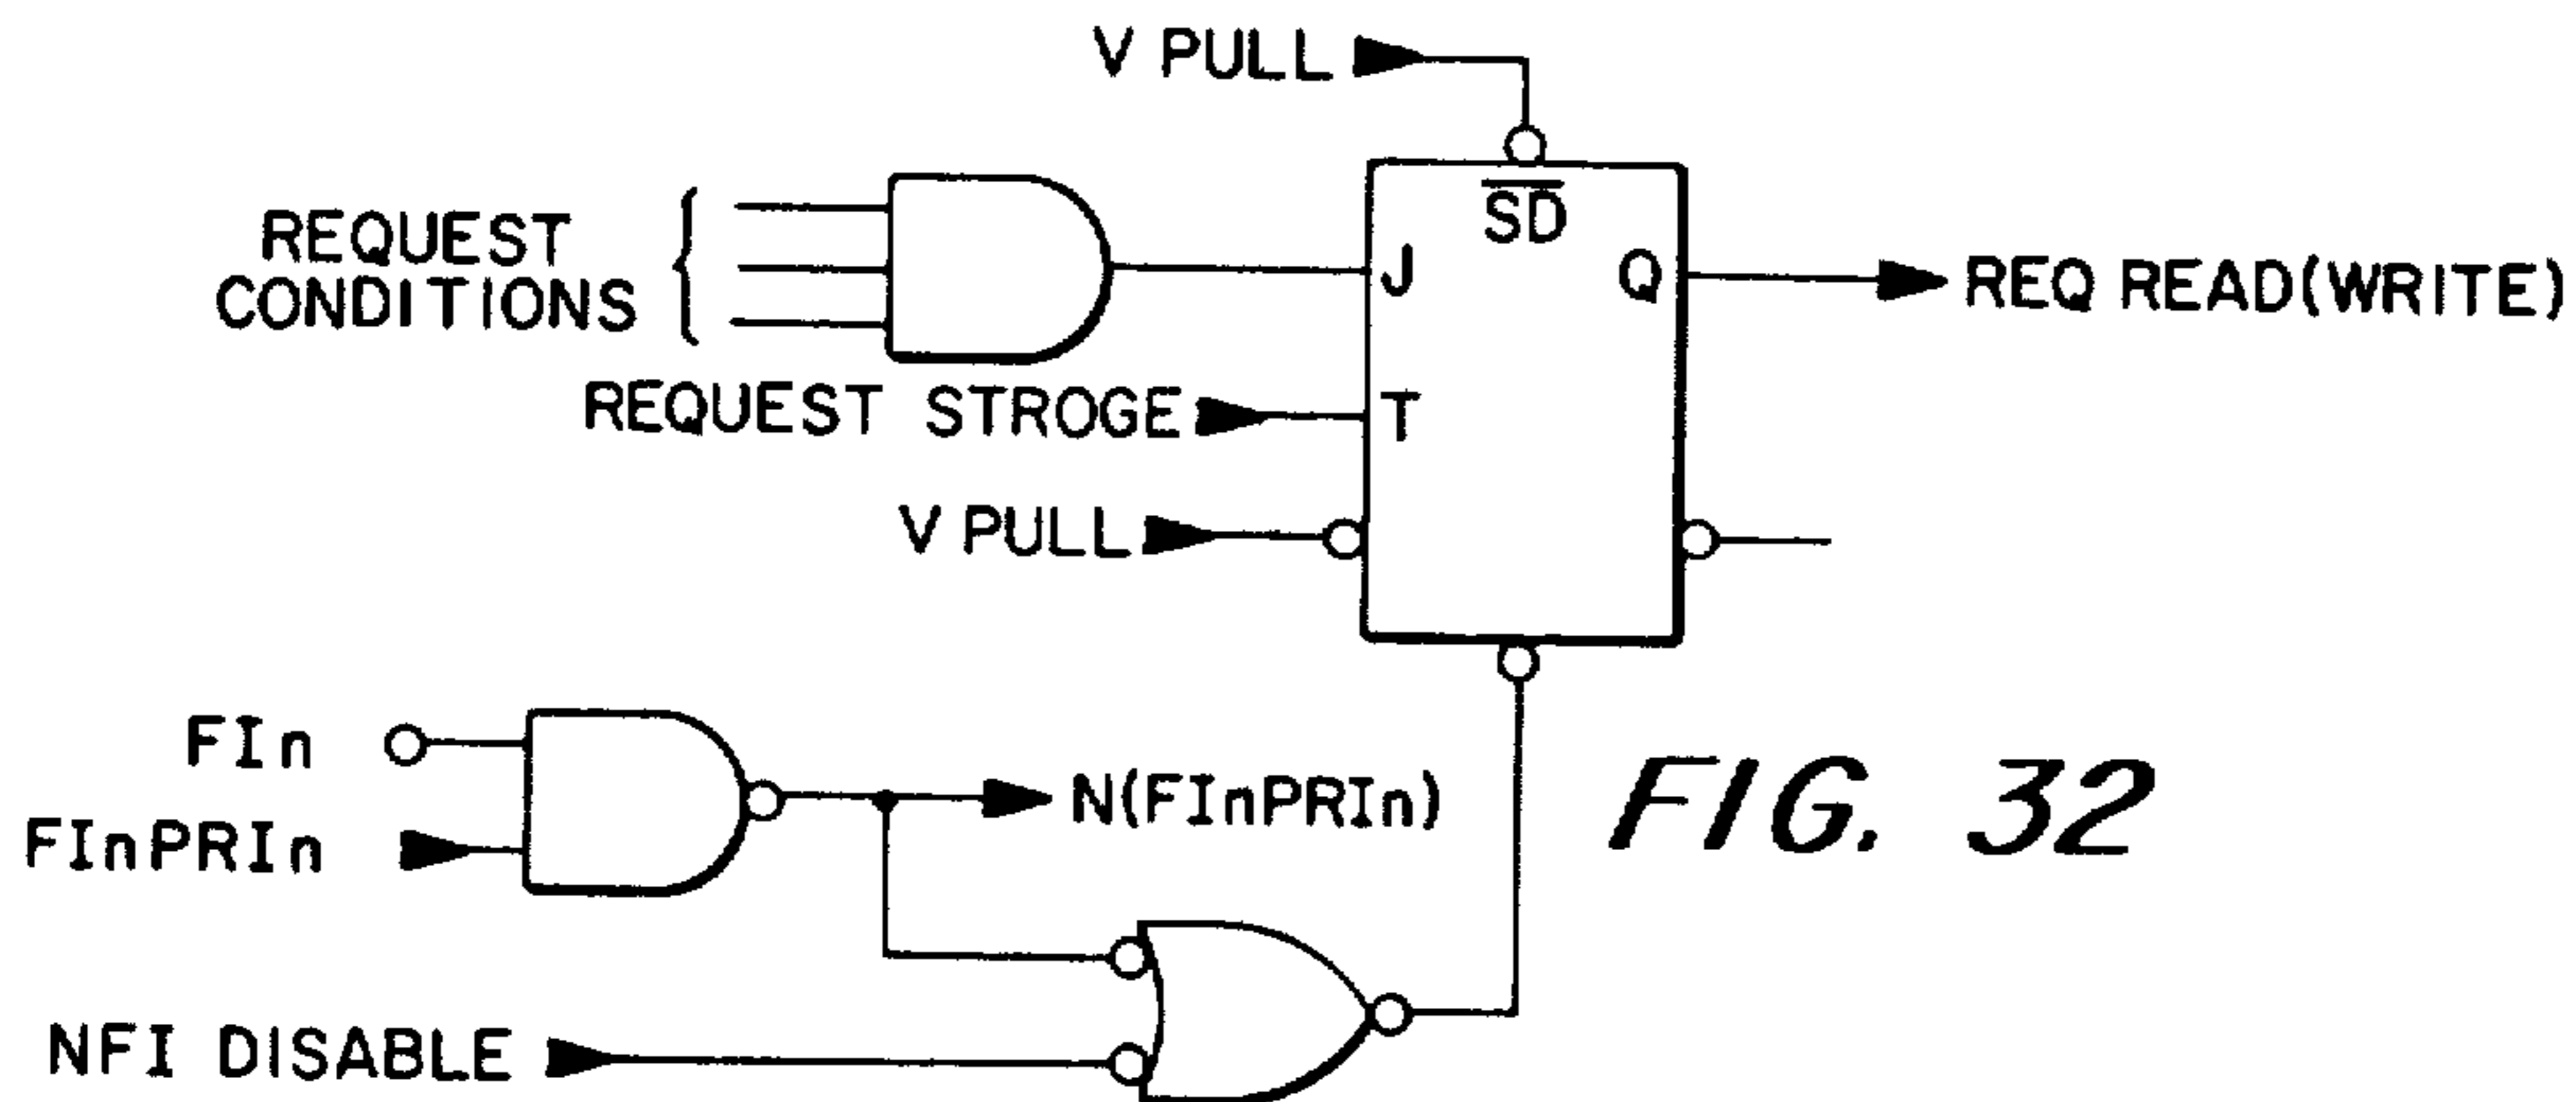 V PULL
SD
REQUEST
CONDITIONS
J
Q
REQ READ(WRITE)
REQUEST STROGE
T
V PULL
FIn
FInPRIn
N(FInPRIn)
FIG. 32
NFI DISABLE